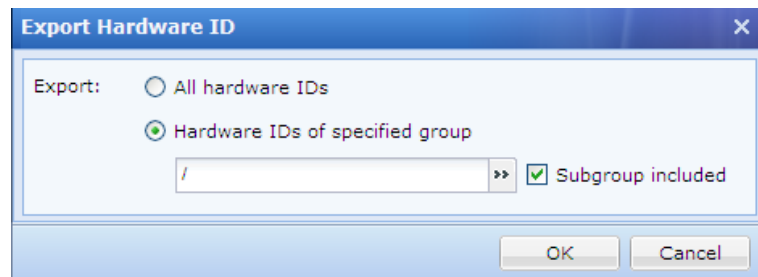 Export Hardware ID
Export: All hardware IDs
Hardware IDs of specified group
/ Subgroup included
OK Cancel